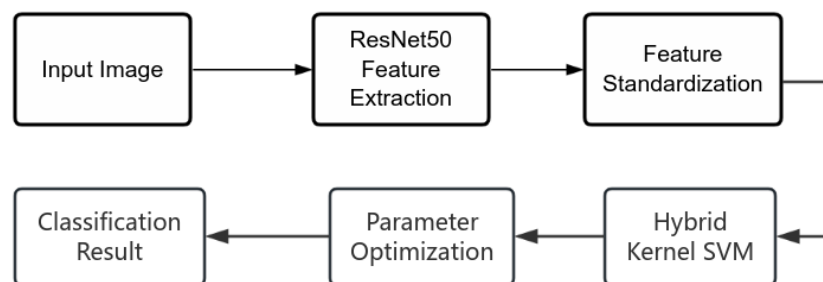 Input Image
ResNet50
Feature
Extraction
Feature
Standardization
Hybrid
Kernel SVM
Parameter
Optimization
Classification
Result